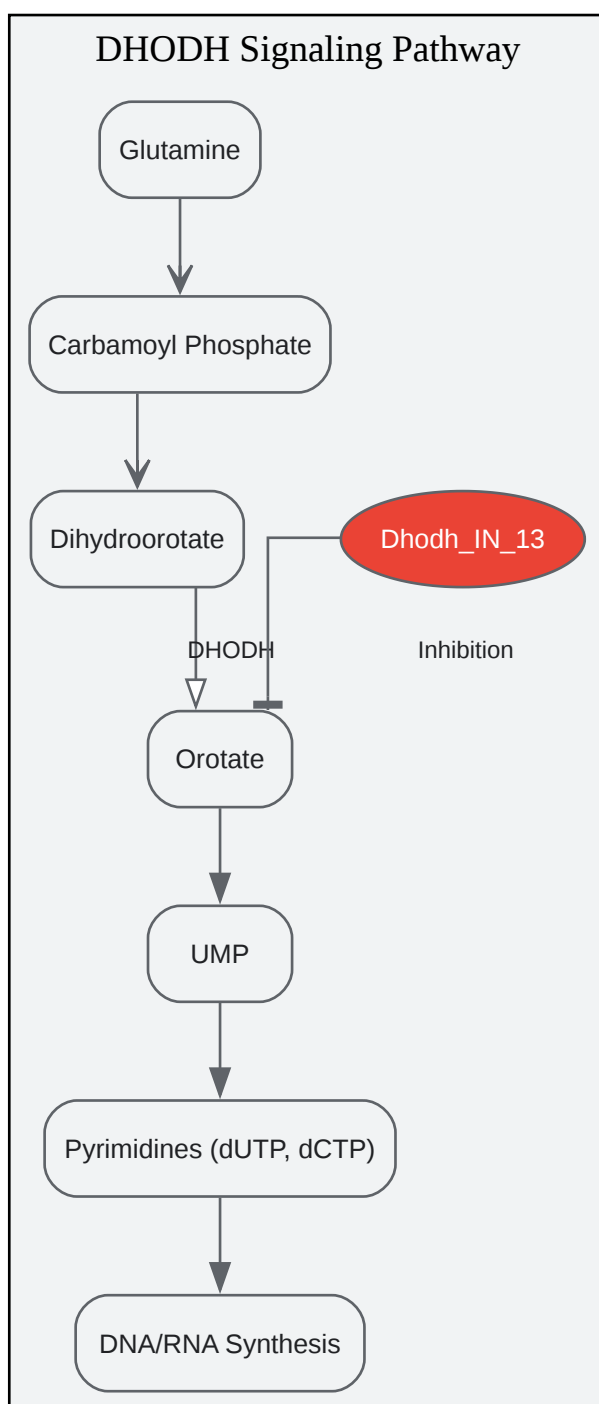 DHODH Signaling Pathway
Glutamine
Carbamoyl Phosphate
Dihydroorotate
Dhodh_IN_13
DHODH
Inhibition
Orotate
UMP
Pyrimidines (dUTP, dCTP)
DNA/RNA Synthesis